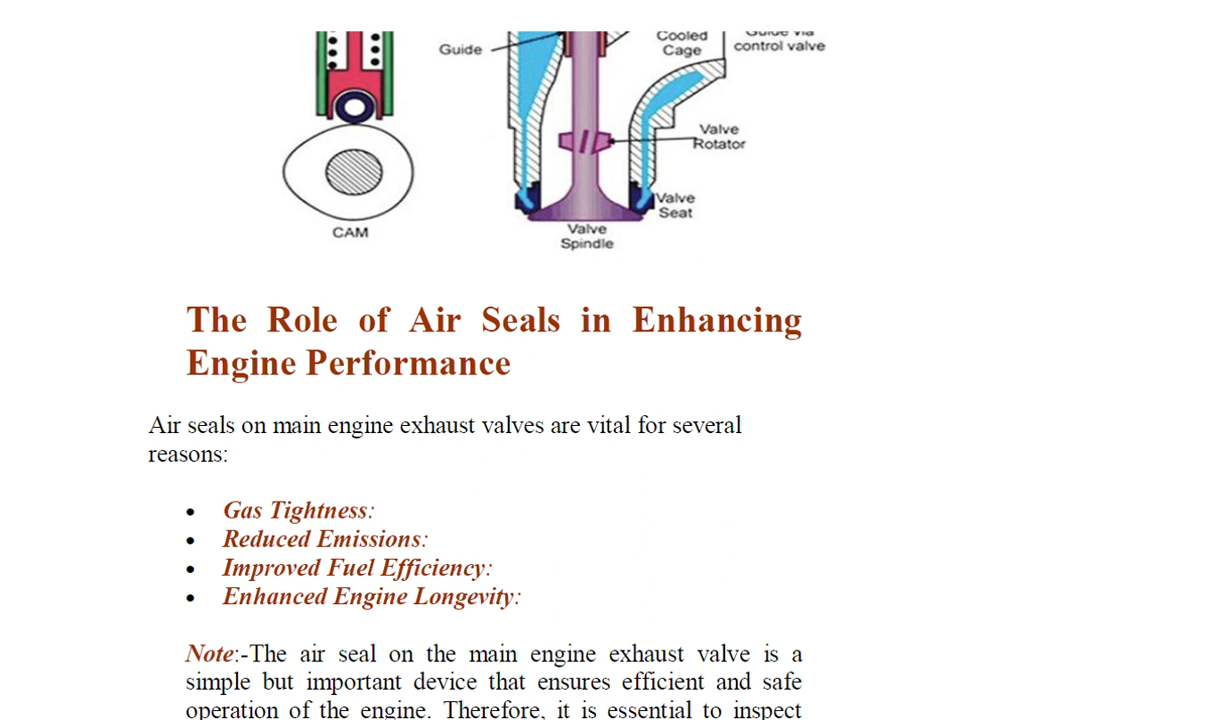 Guide
Cooled
Cage
Guide via
control valve
Valve
Rotator
Valve
Seat
CAM
Valve
Spindle
The Role of Air Seals in Enhancing
Engine Performance
Air seals on main engine exhaust valves are vital for several
reasons:
• Gas Tightness:
• Reduced Emissions:
• Improved Fuel Efficiency:
• Enhanced Engine Longevity:
Note:-The air seal on the main engine exhaust valve is a
simple but important device that ensures efficient and safe
operation of the engine. Therefore, it is essential to inspect